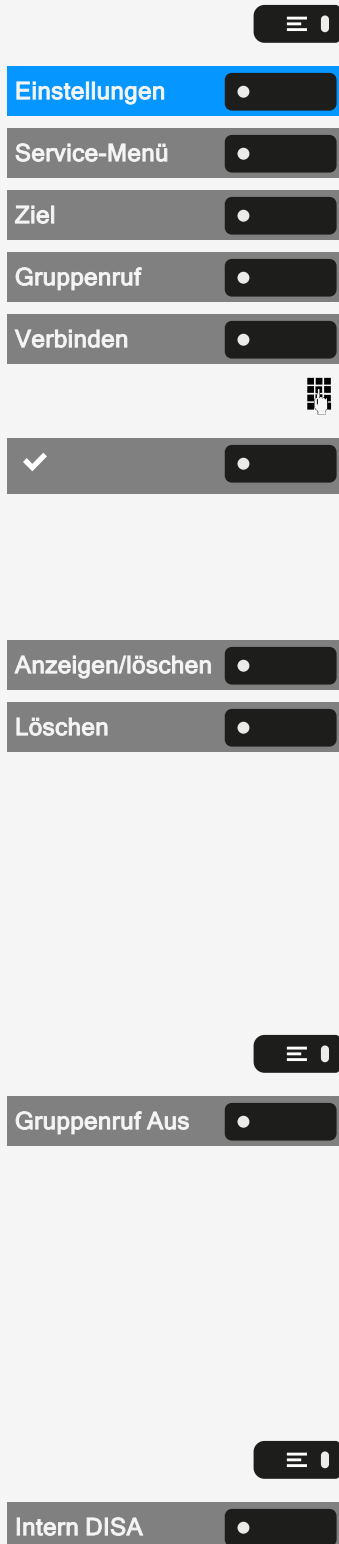 Einstellungen
Service-Menü
Ziel
Gruppenruf
Verbinden
Anzeigen/löschen
Löschen
Gruppenruf Aus
Intern DISA